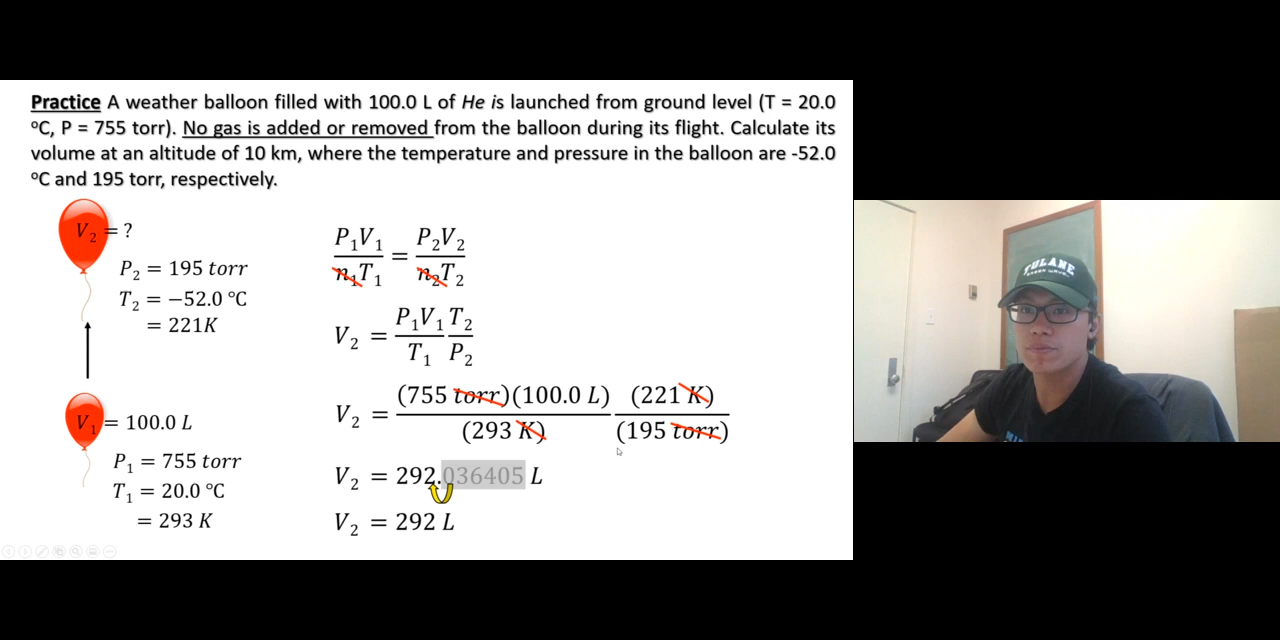 Practice A weather balloon filled with 100.0 L of He is launched from ground level (T = 20.0
ºC, P = 755 torr). No gas is added or removed from the balloon during its flight. Calculate its
volume at an altitude of 10 km, where the temperature and pressure in the balloon are -52.0
ºC and 195 torr, respectively.
V₂ = ?
P₂ = 195 torr
T₂ = −52.0 ℃
= 221K
V₁ = 100.0 L
P₁ = 755 torr
T₁ = 20.0 ℃
= 293 K
P₁V₁/n₁T₁ = P₂V₂/n₂T₂
V₂ = P₁V₁/T₁ T₂/P₂
V₂ = (755 torr)(100.0 L)/(293 K) (221 K)/(195 torr)
V₂ = 292.036405 L
V₂ = 292 L
TULANE